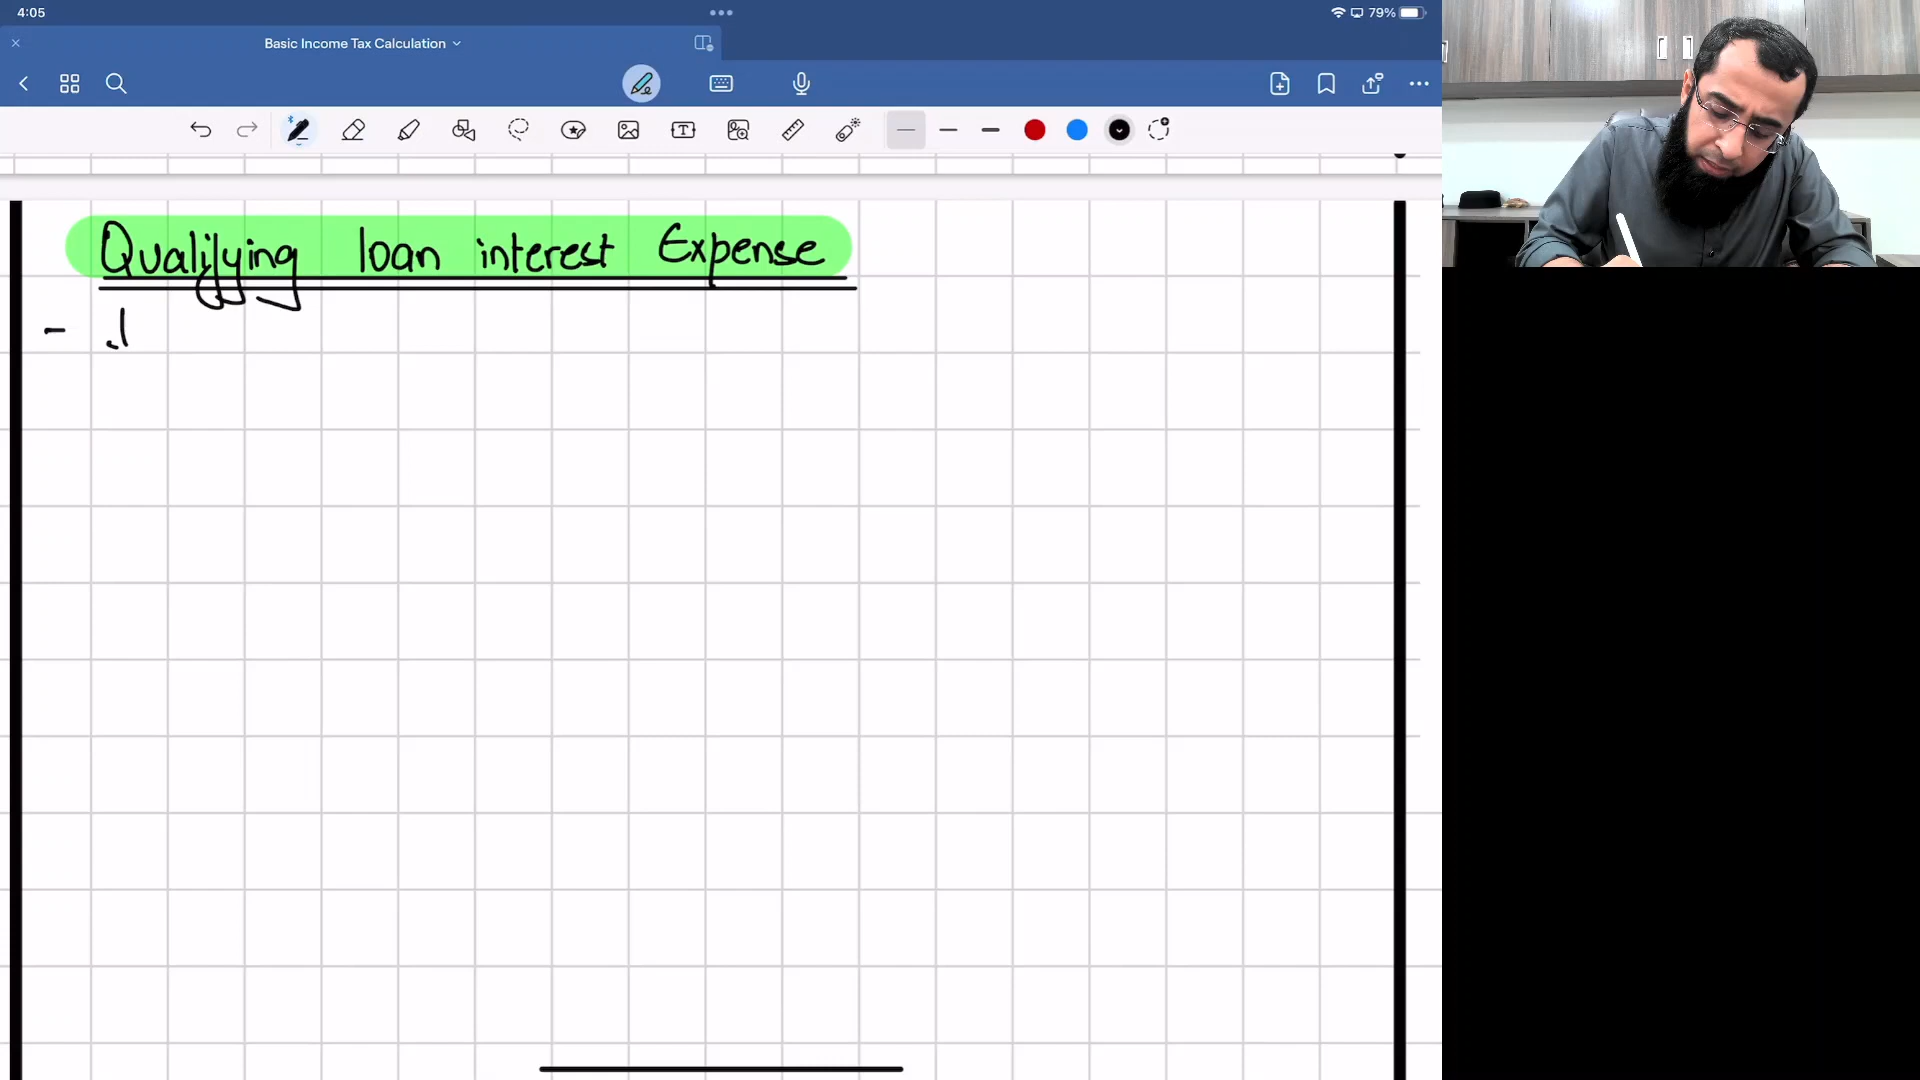 4:05
79%
Basic Income Tax Calculation
Qualifying loan interest Expense
-